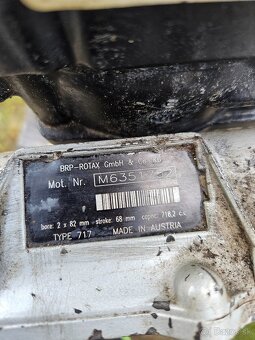 BRP-ROTAX GmbH & Co. KG
Mot. Nr.
bore: 2 x 82 mm - stroke: 68 mm - capac: 718,2 cc
TYPE 717 MADE IN AUSTRIA